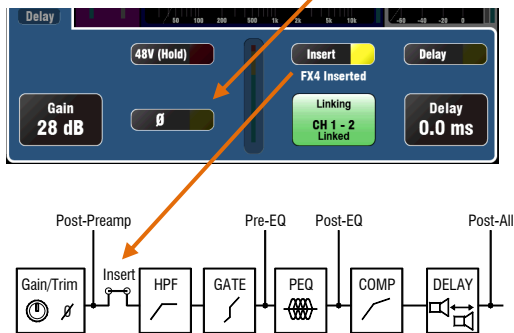 Delay
50 100 200 500 1k 2k 5k 10k
-60 -40 -20 0
48V (Hold)
Insert
Delay
FX4 Inserted
Gain
28 dB
Ø
Linking
CH 1 - 2
Linked
Delay
0.0 ms
Post-Preamp
Pre-EQ
Post-EQ
Post-All
Gain/Trim
Ø
Insert
HPF
GATE
PEQ
COMP
DELAY